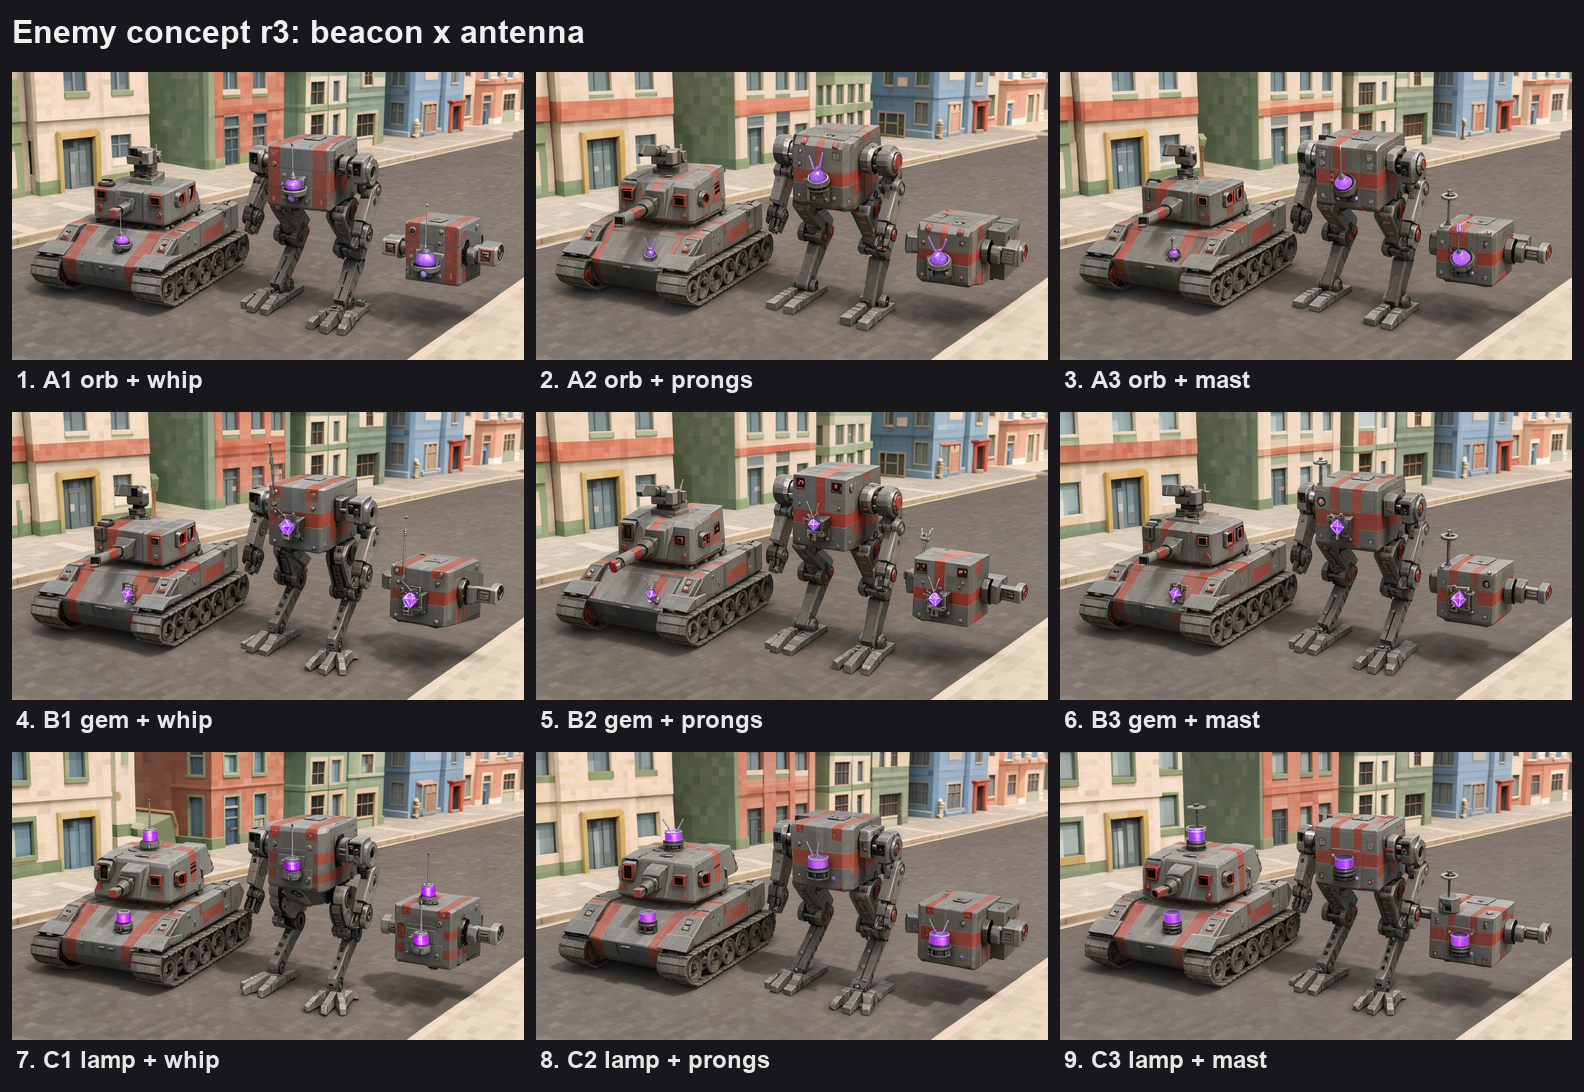 Enemy concept r3: beacon x antenna
1. A1 orb + whip
2. A2 orb + prongs
3. A3 orb + mast
4. B1 gem + whip
5. B2 gem + prongs
6. B3 gem + mast
7. C1 lamp + whip
8. C2 lamp + prongs
9. C3 lamp + mast